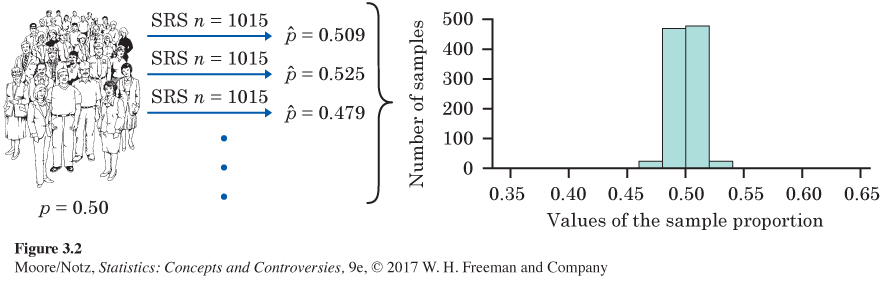 SRS n = 1015
p̂ = 0.509
SRS n = 1015
p̂ = 0.525
SRS n = 1015
p̂ = 0.479
p = 0.50
Number of samples
500
400
300
200
100
0
0.35 0.40 0.45 0.50 0.55 0.60 0.65
Values of the sample proportion
Figure 3.2
Moore/Notz, Statistics: Concepts and Controversies, 9e, © 2017 W. H. Freeman and Company